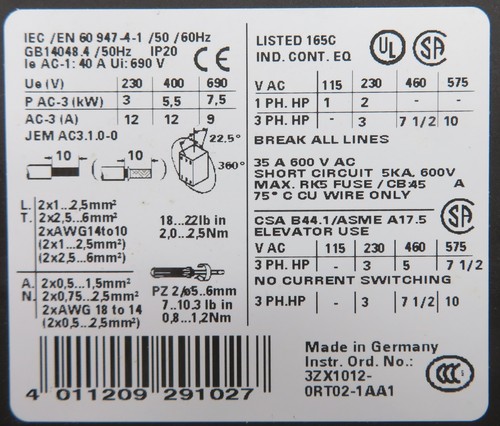 IEC / EN 60 947-4-1 / 50 / 60Hz
GB14048.4 / 50Hz IP20
Ie AC-1: 40 A Ui: 690 V
CE
Ue (V) 230 400 690
P AC-3 (kW) 3 5,5 7,5
AC-3 (A) 12 12 9
JEM AC3.1.0-0
10 10 22,5°
360°
L. 2x1...2,5mm²
T. 2x2,5...6mm²
2xAWG14to10
(2x1...2,5mm²)
(2x2,5...6mm²)
18...22lb in
2,0...2,5Nm
A. 2x0,5...1,5mm²
N. 2x0,75...2,5mm²
2xAWG 18 to 14
(2x0,5...2,5mm²)
PZ 2/ø5...6mm
7...10.3 lb in
0,8...1,2Nm
4 011209 291027
LISTED 165C
IND. CONT. EQ
UL SA
V AC 115 230 460 575
1 PH. HP 1 2 - -
3 PH. HP - 3 7 1/2 10
BREAK ALL LINES
35 A 600 V AC
SHORT CIRCUIT 5KA, 600V
MAX. RK5 FUSE / CB:45 A
75° C CU WIRE ONLY
CSA B44.1/ASME A17.5
ELEVATOR USE
SA
V AC 115 230 460 575
3 PH. HP - 3 5 7 1/2
NO CURRENT SWITCHING
3 PH. HP - 3 7 1/2 10
Made in Germany
Instr. Ord. No.:
3ZX1012-
0RT02-1AA1
CCC